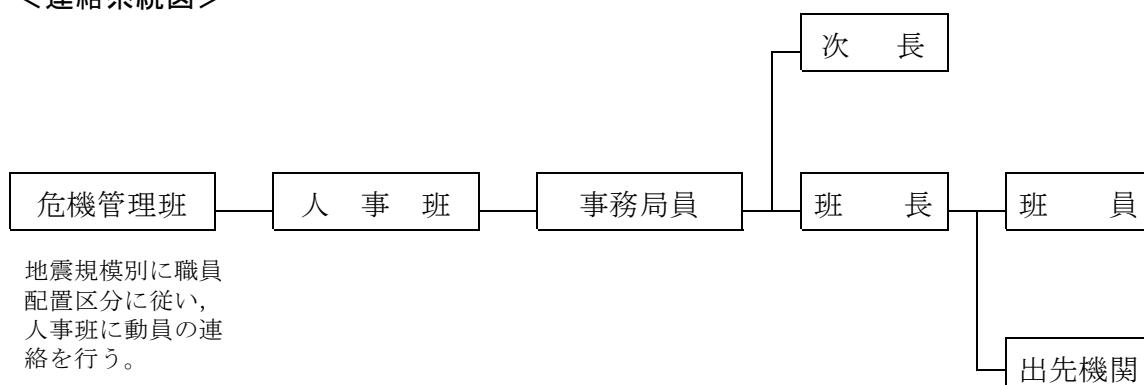 ＜連絡系統図＞
次　長
危機管理班
人　事　班
事務局員
班　長
班　員
地震規模別に職員
配置区分に従い，
人事班に動員の連
絡を行う。
出先機関